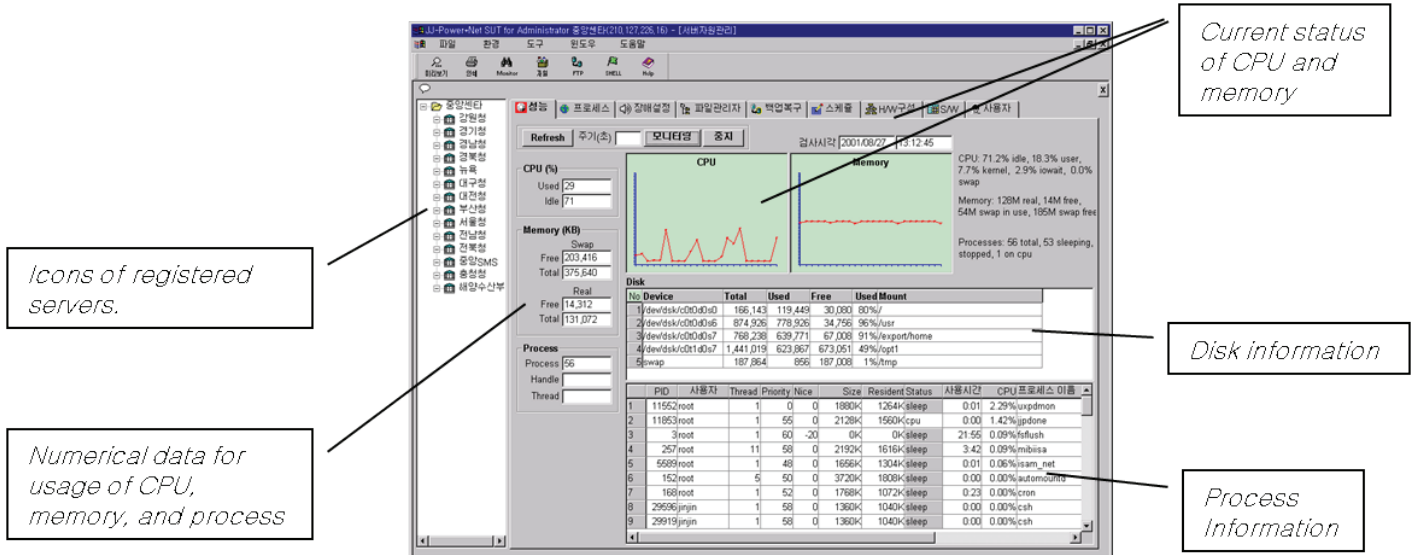 JJ-Power+Net SUT for Administrator 중앙센타(210,127,226,16) - [서버자원관리]
파일 환경 도구 윈도우 도움말
미리보기 인쇄 Monitor 계정 FTP SHELL Help
중앙센타
강원청
경기청
경남청
경북청
뉴욕
대구청
대전청
부산청
서울청
전남청
전북청
중앙SMS
충청청
해양수산부
성능 프로세스 장애설정 파일관리자 백업복구 스케줄 H/W구성 S/W 사용자
Refresh 주기(초) 모니터링 중지
검사시각 2001/08/27 13:12:45
CPU (%)
Used 29
Idle 71
Memory (KB)
Swap
Free 203,416
Total 375,640
Real
Free 14,312
Total 131,072
Process
Process 56
Handle
Thread
CPU
Memory
CPU: 71.2% idle, 18.3% user,
7.7% kernel, 2.9% iowait, 0.0%
swap
Memory: 128M real, 14M free,
54M swap in use, 185M swap free
Processes: 56 total, 53 sleeping,
stopped, 1 on cpu
Disk
No Device Total Used Free Used Mount
1 /dev/dsk/c0t0d0s0 166,143 119,449 30,080 80% /
2 /dev/dsk/c0t0d0s6 874,926 778,926 34,756 96% /usr
3 /dev/dsk/c0t0d0s7 768,238 639,771 67,008 91% /export/home
4 /dev/dsk/c0t1d0s7 1,441,019 623,867 673,051 49% /opt1
5 swap 187,864 856 187,008 1% /tmp
PID 사용자 Thread Priority Nice Size Resident Status 사용시간 CPU 프로세스 이름
1 11552 root 1 0 0 1880K 1264K sleep 0:01 2.29% uxpdmon
2 11853 root 1 55 0 2128K 1560K cpu 0:00 1.42% jjpdone
3 3 root 1 60 -20 0K 0K sleep 21:55 0.09% fsflush
4 257 root 11 58 0 2192K 1616K sleep 3:42 0.09% mibiisa
5 5589 root 1 48 0 1656K 1304K sleep 0:01 0.06% isam_net
6 152 root 5 50 0 3720K 1808K sleep 0:00 0.00% automountd
7 168 root 1 52 0 1768K 1072K sleep 0:23 0.00% cron
8 29596 jinjin 1 58 0 1360K 1040K sleep 0:00 0.00% csh
9 29919 jinjin 1 58 0 1360K 1040K sleep 0:00 0.00% csh
Current status
of CPU and
memory
Icons of registered
servers.
Disk information
Numerical data for
usage of CPU,
memory, and process
Process
Information